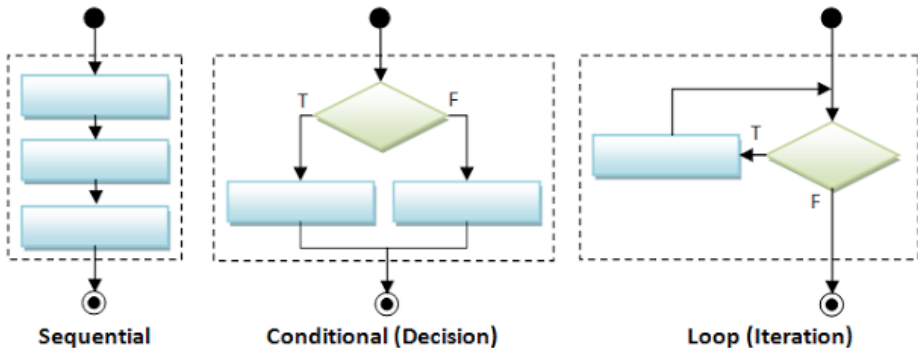 T
F
T
F
Sequential
Conditional (Decision)
Loop (Iteration)